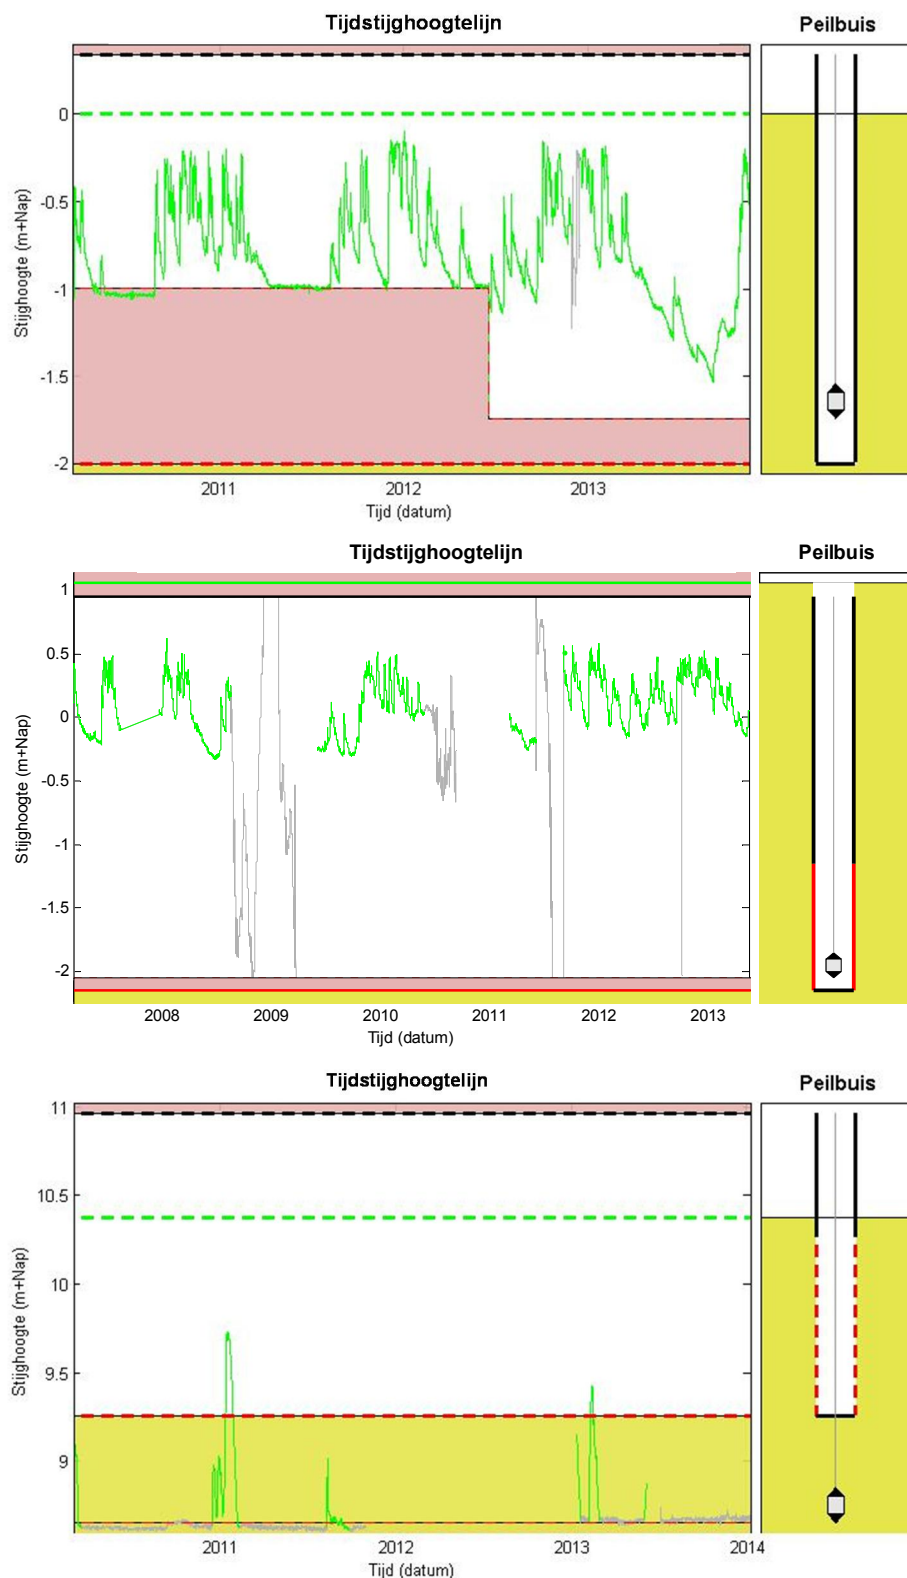 Tijdstijghoogtelijn
Peilbuis
Stijghoogte (m+Nap)
0
-0.5
-1
-1.5
-2
2011
2012
2013
Tijd (datum)
Tijdstijghoogtelijn
Peilbuis
Stijghoogte (m+Nap)
1
0.5
0
-0.5
-1
-1.5
-2
2008
2009
2010
2011
2012
2013
Tijd (datum)
Tijdstijghoogtelijn
Peilbuis
Stijghoogte (m+Nap)
11
10.5
10
9.5
9
2011
2012
2013
2014
Tijd (datum)